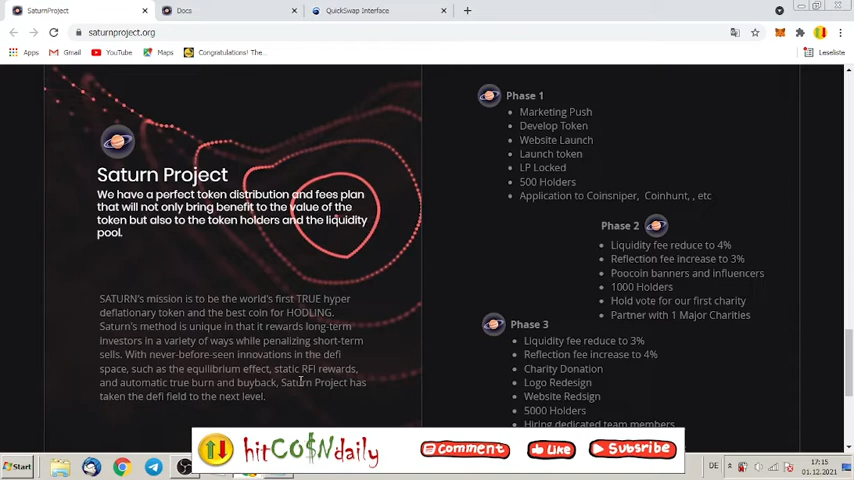 SaturnProject
Docs
QuickSwap Interface
saturnproject.org
Apps
Gmail
YouTube
Maps
Congratulations! The...
Leseliste
Saturn Project
We have a perfect token distribution and fees plan
that will not only bring benefit to the value of the
token but also to the token holders and the liquidity
pool.
SATURN's mission is to be the world's first TRUE hyper
deflationary token and the best coin for HODLING.
Saturn's method is unique in that it rewards long-term
investors in a variety of ways while penalizing short-term
sells. With never-before-seen innovations in the defi
space, such as the equilibrium effect, static RFI rewards,
and automatic true burn and buyback, Saturn Project has
taken the defi field to the next level.
Phase 1
Marketing Push
Develop Token
Website Launch
Launch token
LP Locked
500 Holders
Application to Coinsniper, Coinhunt, , etc
Phase 2
Liquidity fee reduce to 4%
Reflection fee increase to 3%
Poocoin banners and influencers
1000 Holders
Hold vote for our first charity
Partner with 1 Major Charities
Phase 3
Liquidity fee reduce to 3%
Reflection fee increase to 4%
Charity Donation
Logo Redesign
Website Redsign
5000 Holders
Hiring dedicated team members
hitCO$Ndaily
Comment
Like
Subsribe
Start
DE
17:15
01.12.2021